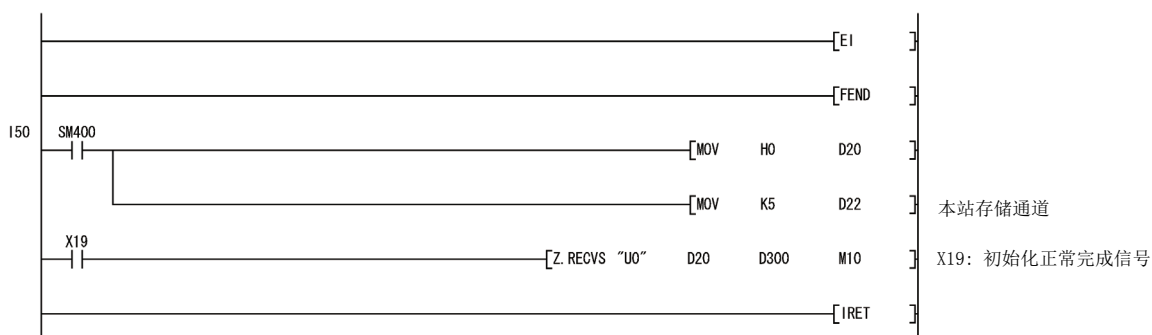 [EI ]
[FEND ]
I50 SM400 [MOV H0 D20 ]
[MOV K5 D22 ] 本站存储通道
X19 [Z.RECVS "U0" D20 D300 M10 ] X19: 初始化正常完成信号
[IRET ]